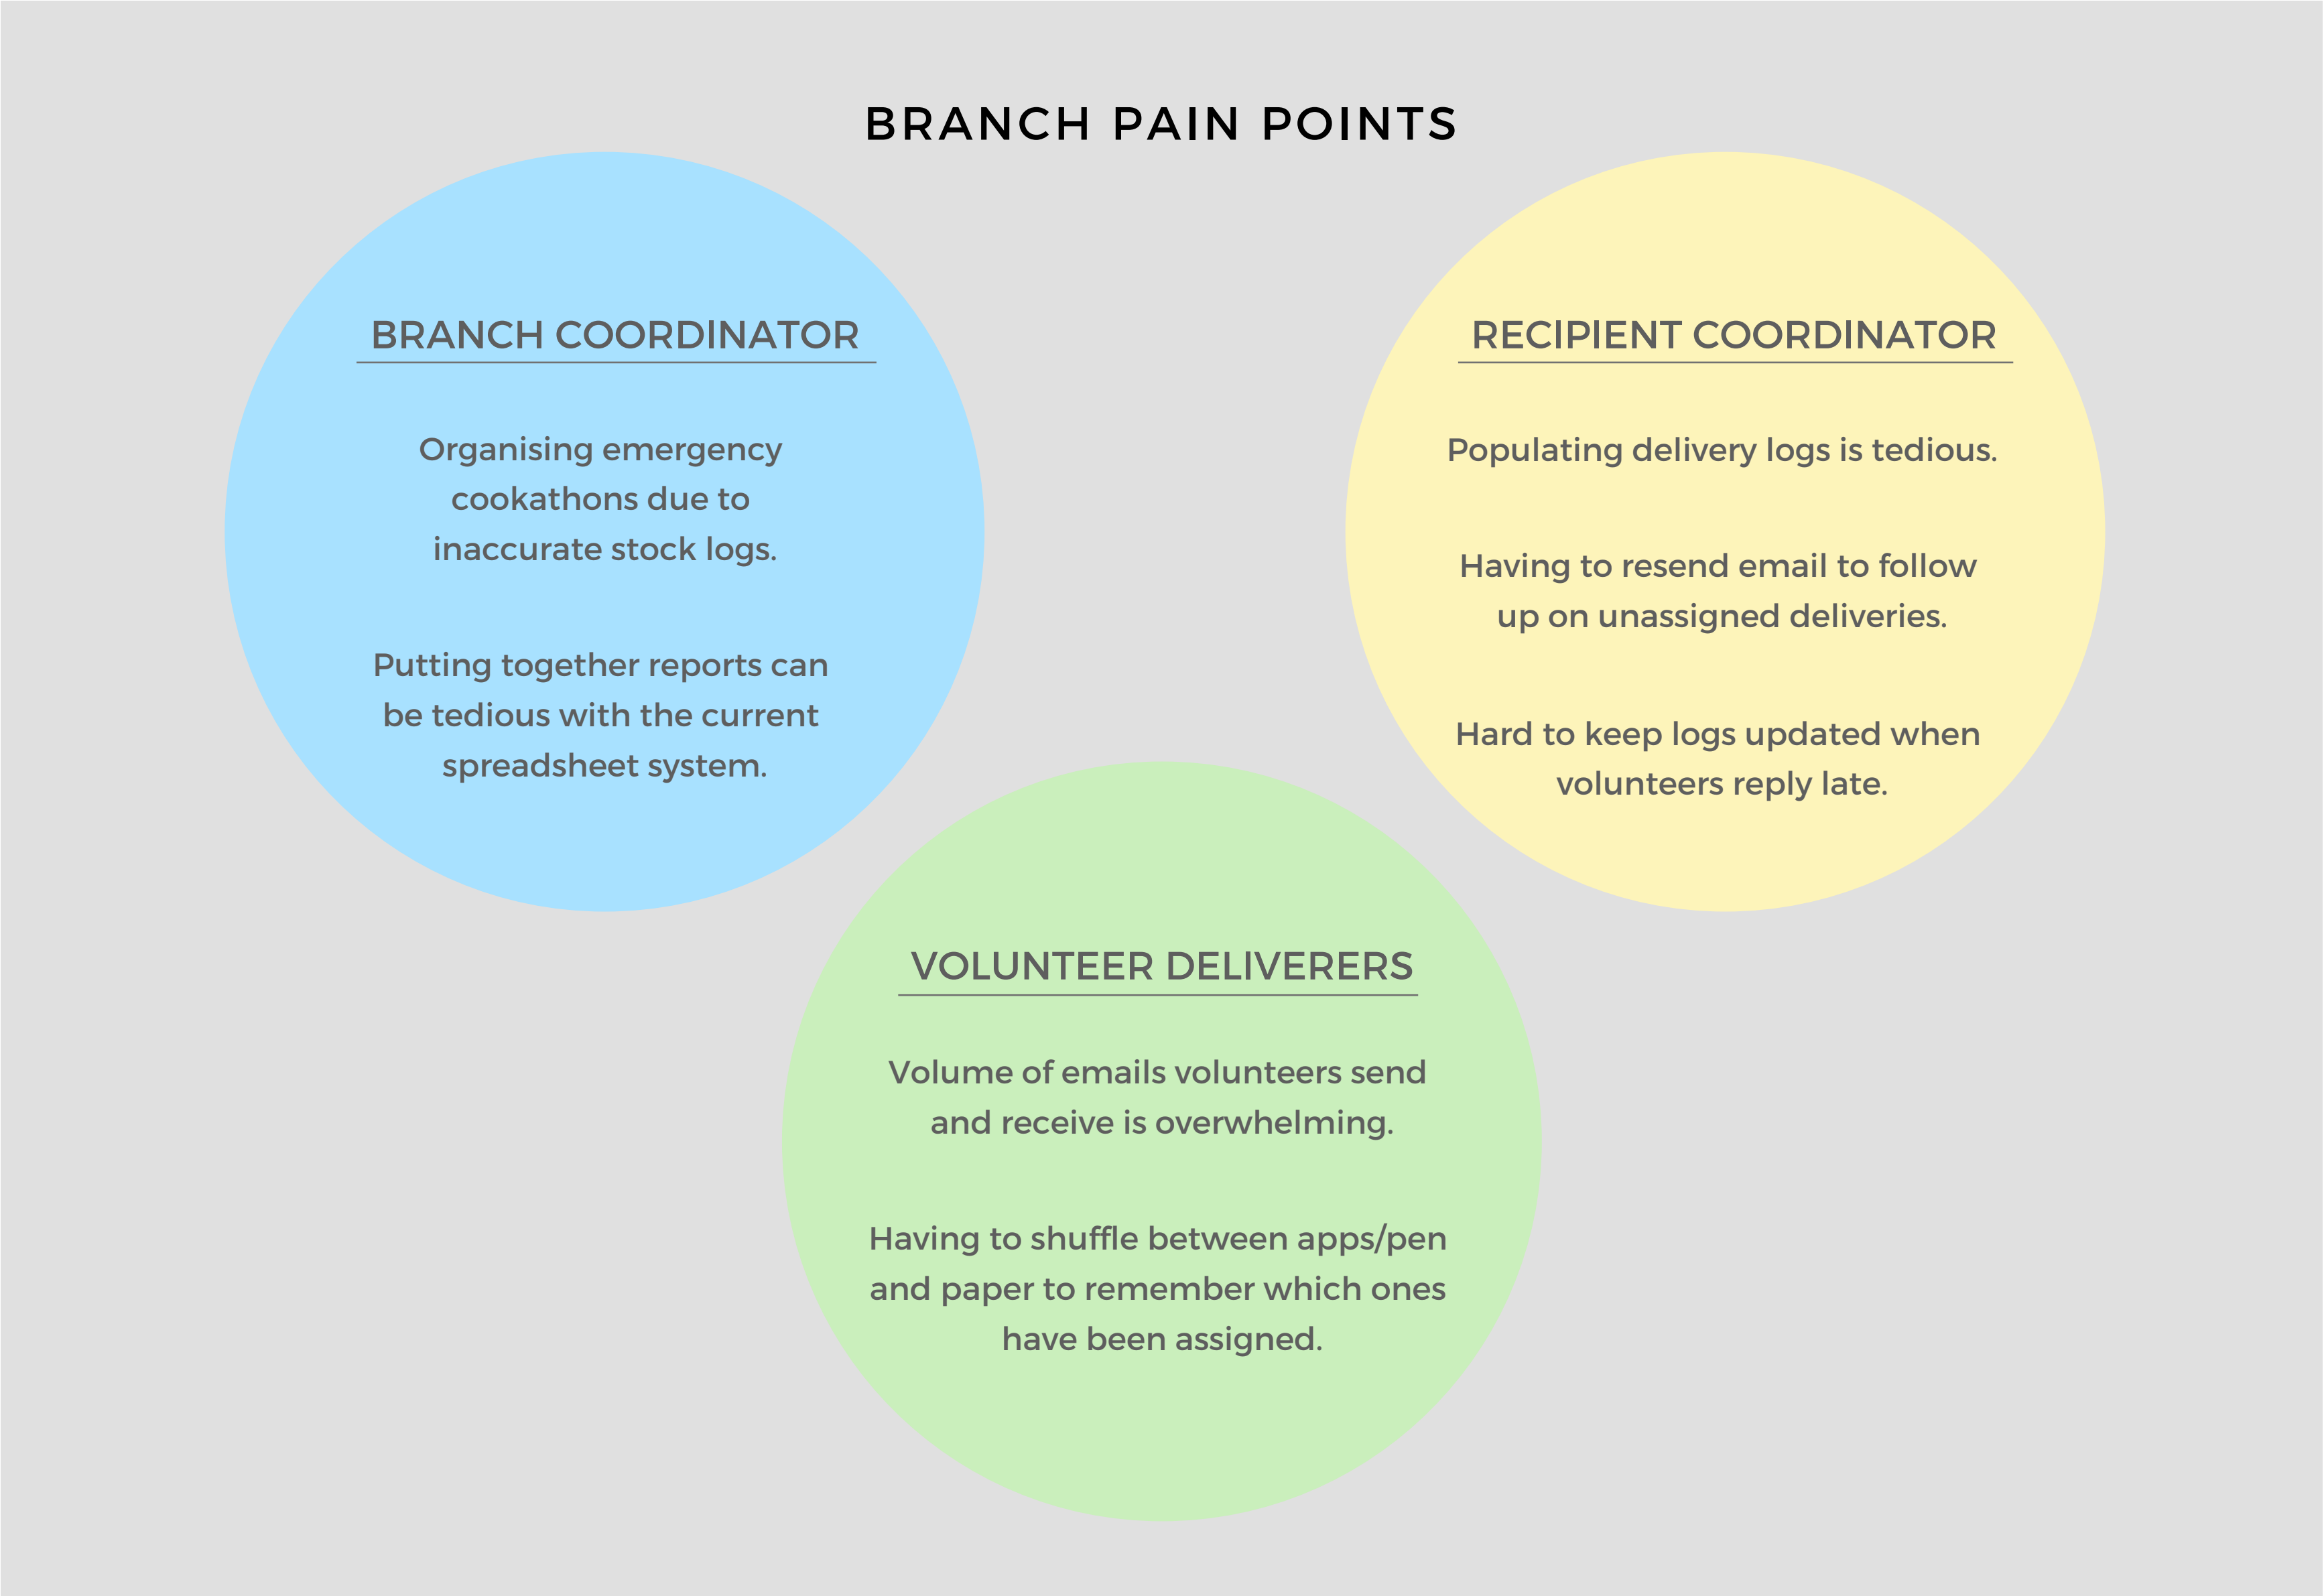 BRANCH PAIN POINTS
BRANCH COORDINATOR
Organising emergency
cookathons due to
inaccurate stock logs.
Putting together reports can
be tedious with the current
spreadsheet system.
RECIPIENT COORDINATOR
Populating delivery logs is tedious.
Having to resend email to follow
up on unassigned deliveries.
Hard to keep logs updated when
volunteers reply late.
VOLUNTEER DELIVERERS
Volume of emails volunteers send
and receive is overwhelming.
Having to shuffle between apps/pen
and paper to remember which ones
have been assigned.